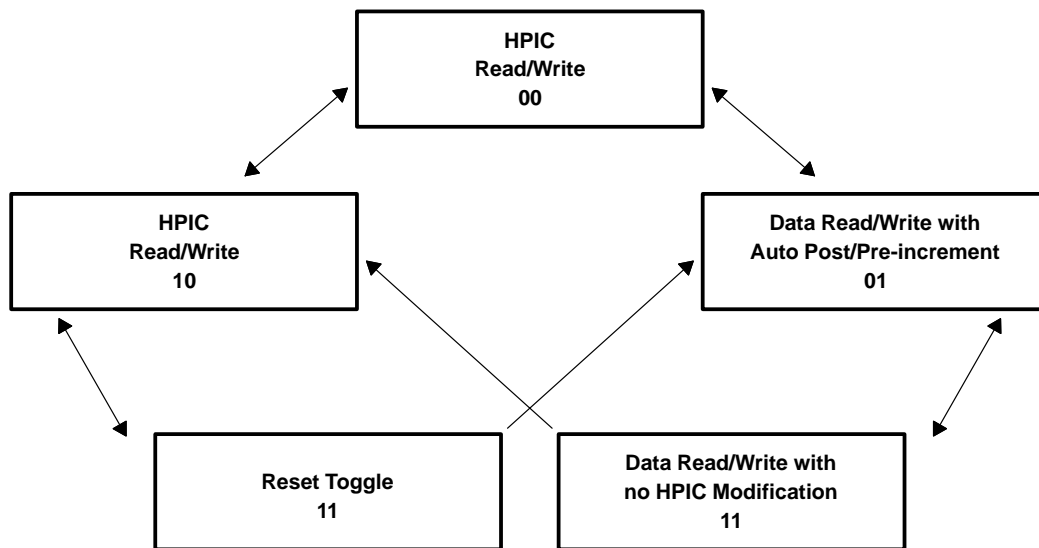 HPIC
Read/Write
00
HPIC
Read/Write
10
Data Read/Write with
Auto Post/Pre-increment
01
Reset Toggle
11
Data Read/Write with
no HPIC Modification
11